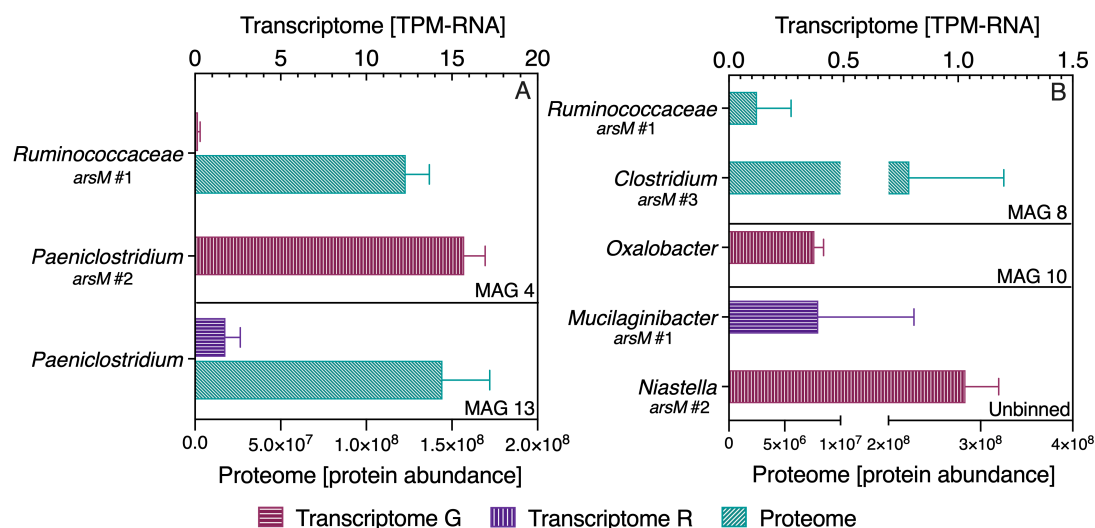 Transcriptome [TPM-RNA]
0 5 10 15 20
A
Ruminococcaceae
arsM #1
Paeniclostridium
arsM #2
MAG 4
Paeniclostridium
MAG 13
0.0 5.0×10⁷ 1.0×10⁸ 1.5×10⁸ 2.0×10⁸
Proteome [protein abundance]
Transcriptome [TPM-RNA]
0.0 0.5 1.0 1.5
B
Ruminococcaceae
arsM #1
Clostridium
arsM #3
MAG 8
Oxalobacter
MAG 10
Mucilaginibacter
arsM #1
Niastella
arsM #2
Unbinned
0 5×10⁶ 1×10⁷ 2×10⁸ 3×10⁸ 4×10⁸
Proteome [protein abundance]
Transcriptome G Transcriptome R Proteome